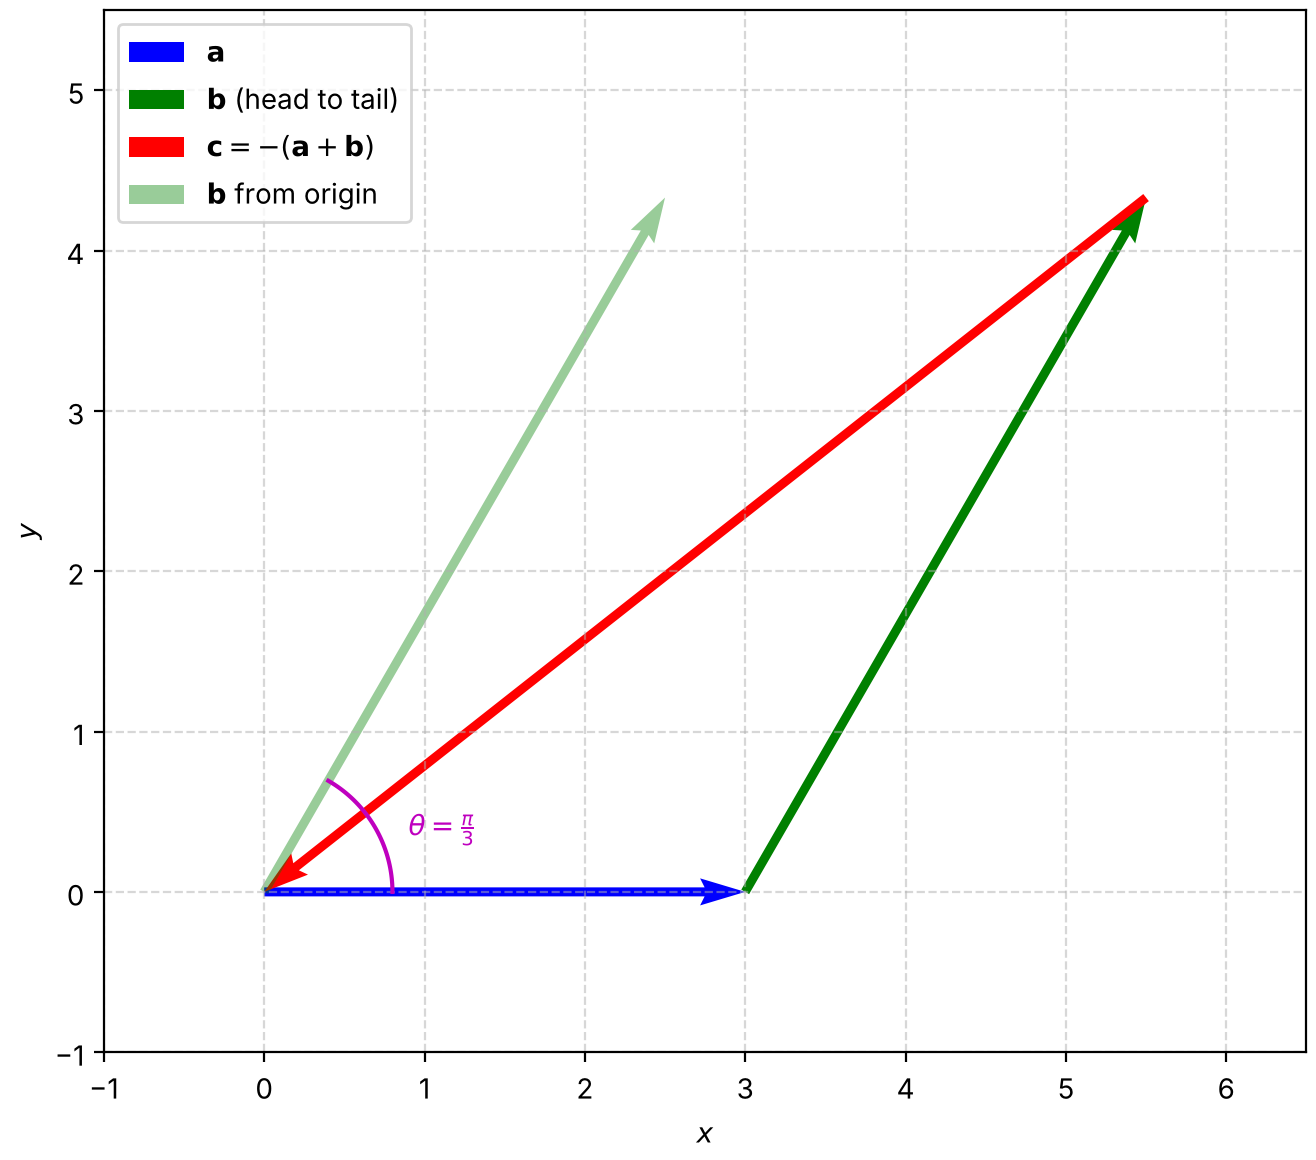 a
b (head to tail)
c = −(a + b)
b from origin
5
4
3
2
1
0
−1
y
θ = π/3
−1 0 1 2 3 4 5 6
x